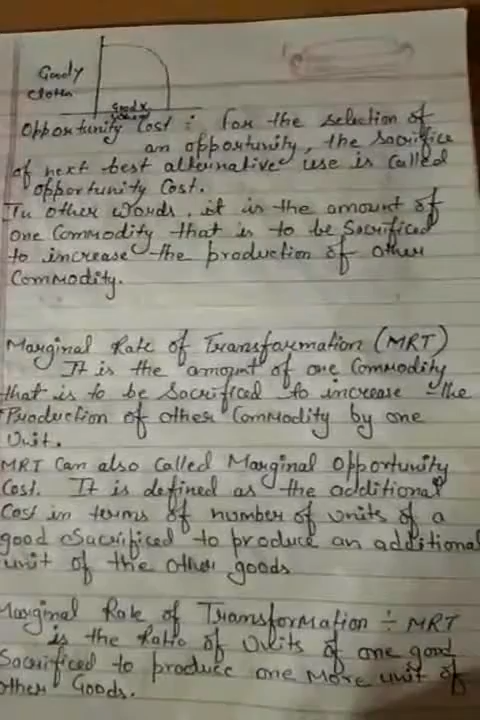 Good y
Clothes
Good x
Opportunity Cost : For the selection of
an opportunity, the sacrifice
of next best alternative use is called
opportunity Cost.
In other words, it is the amount of
one Commodity that is to be Sacrificed
to increase the production of other
Commodity.
Marginal Rate of Transformation (MRT)
It is the amount of one Commodity
that is to be Sacrificed to increase the
Production of other Commodity by one
Unit.
MRT Can also called Marginal Opportunity
Cost. It is defined as the additional
Cost in terms of number of units of a
good Sacrificed to produce an additional
unit of the other goods
Marginal Rate of Transformation ÷ MRT
is the Ratio of Units of one good
Sacrificed to produce one More unit of
other Goods.